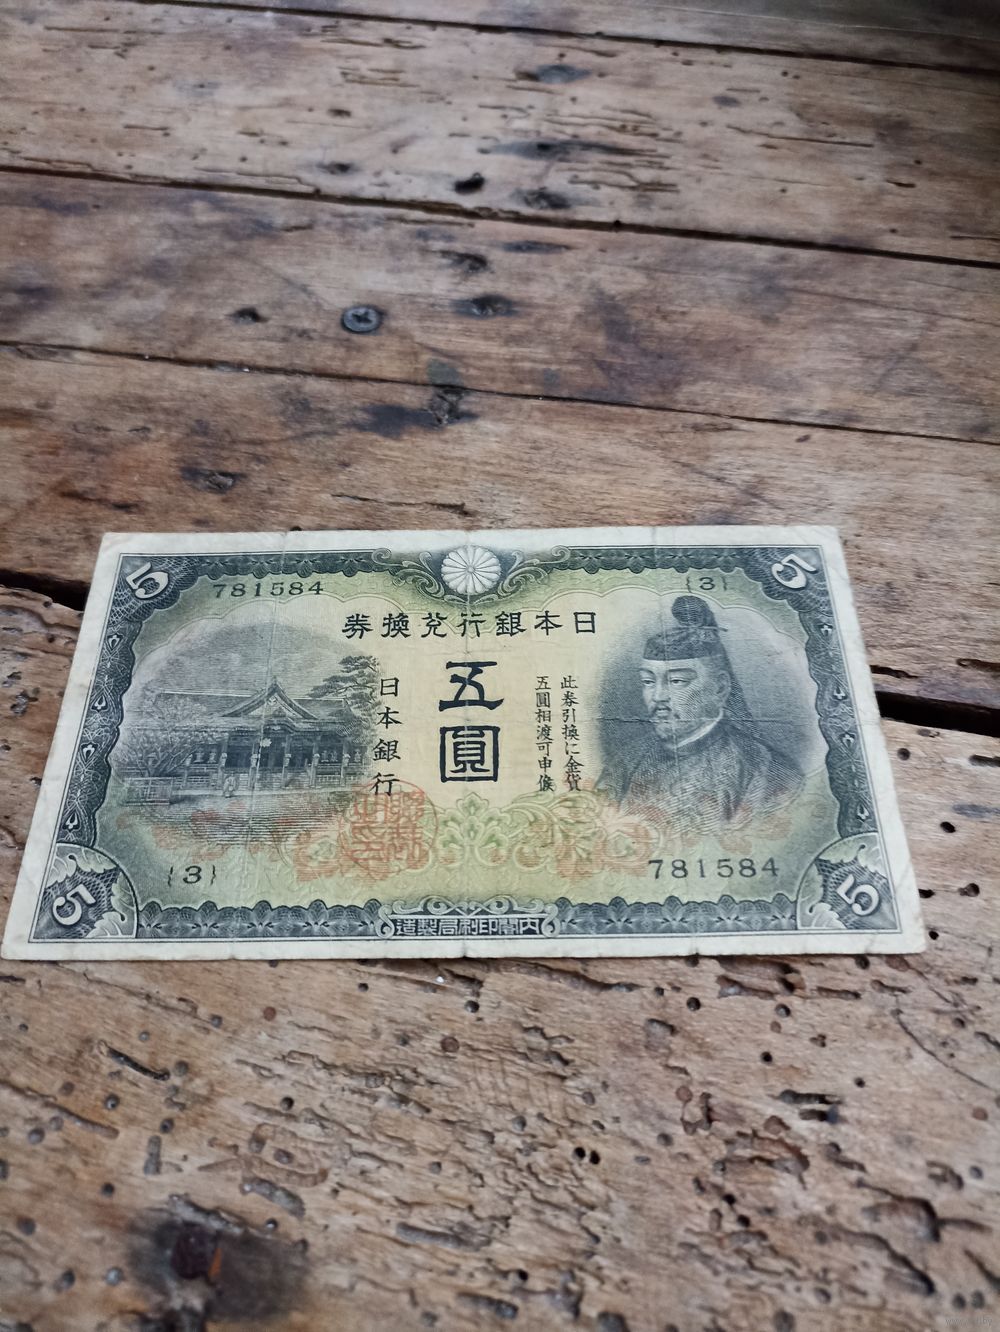 5
781584
{3}
5
日本銀行兌換券
五圓
此券引換に金貨
五圓相渡可申候
日本銀行
{3}
781584
5
内閣印刷局製造
5